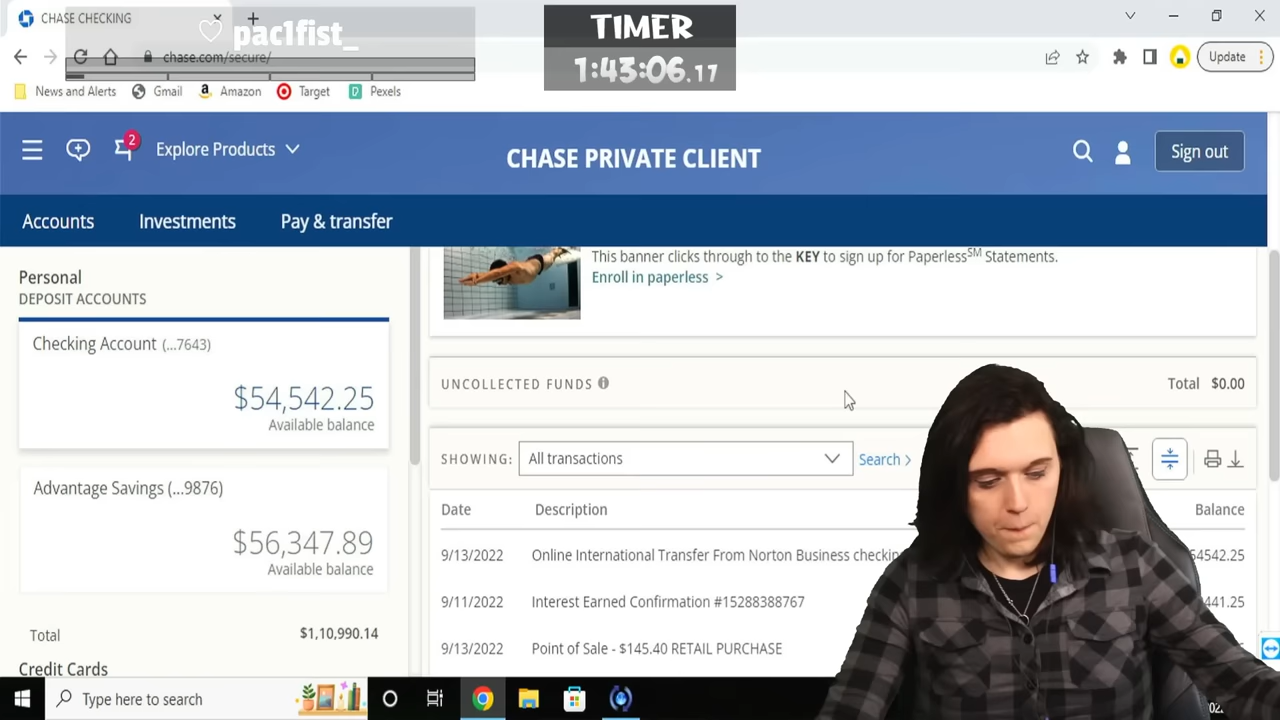 CHASE CHECKING
pac1fist_
TIMER
1:43:06.17
chase.com/secure/
Update
News and Alerts
Gmail
Amazon
Target
Pexels
2
Explore Products
CHASE PRIVATE CLIENT
Sign out
Accounts
Investments
Pay & transfer
Personal
DEPOSIT ACCOUNTS
Checking Account (...7643)
$54,542.25
Available balance
Advantage Savings (...9876)
$56,347.89
Available balance
Total $1,10,990.14
Credit Cards
This banner clicks through to the KEY to sign up for Paperless℠ Statements.
Enroll in paperless >
UNCOLLECTED FUNDS
Total $0.00
SHOWING: All transactions Search >
Date Description Balance
9/13/2022 Online International Transfer From Norton Business 54542.25
9/11/2022 Interest Earned Confirmation #15288388767 441.25
9/13/2022 Point of Sale - $145.40 RETAIL PURCHASE
Type here to search